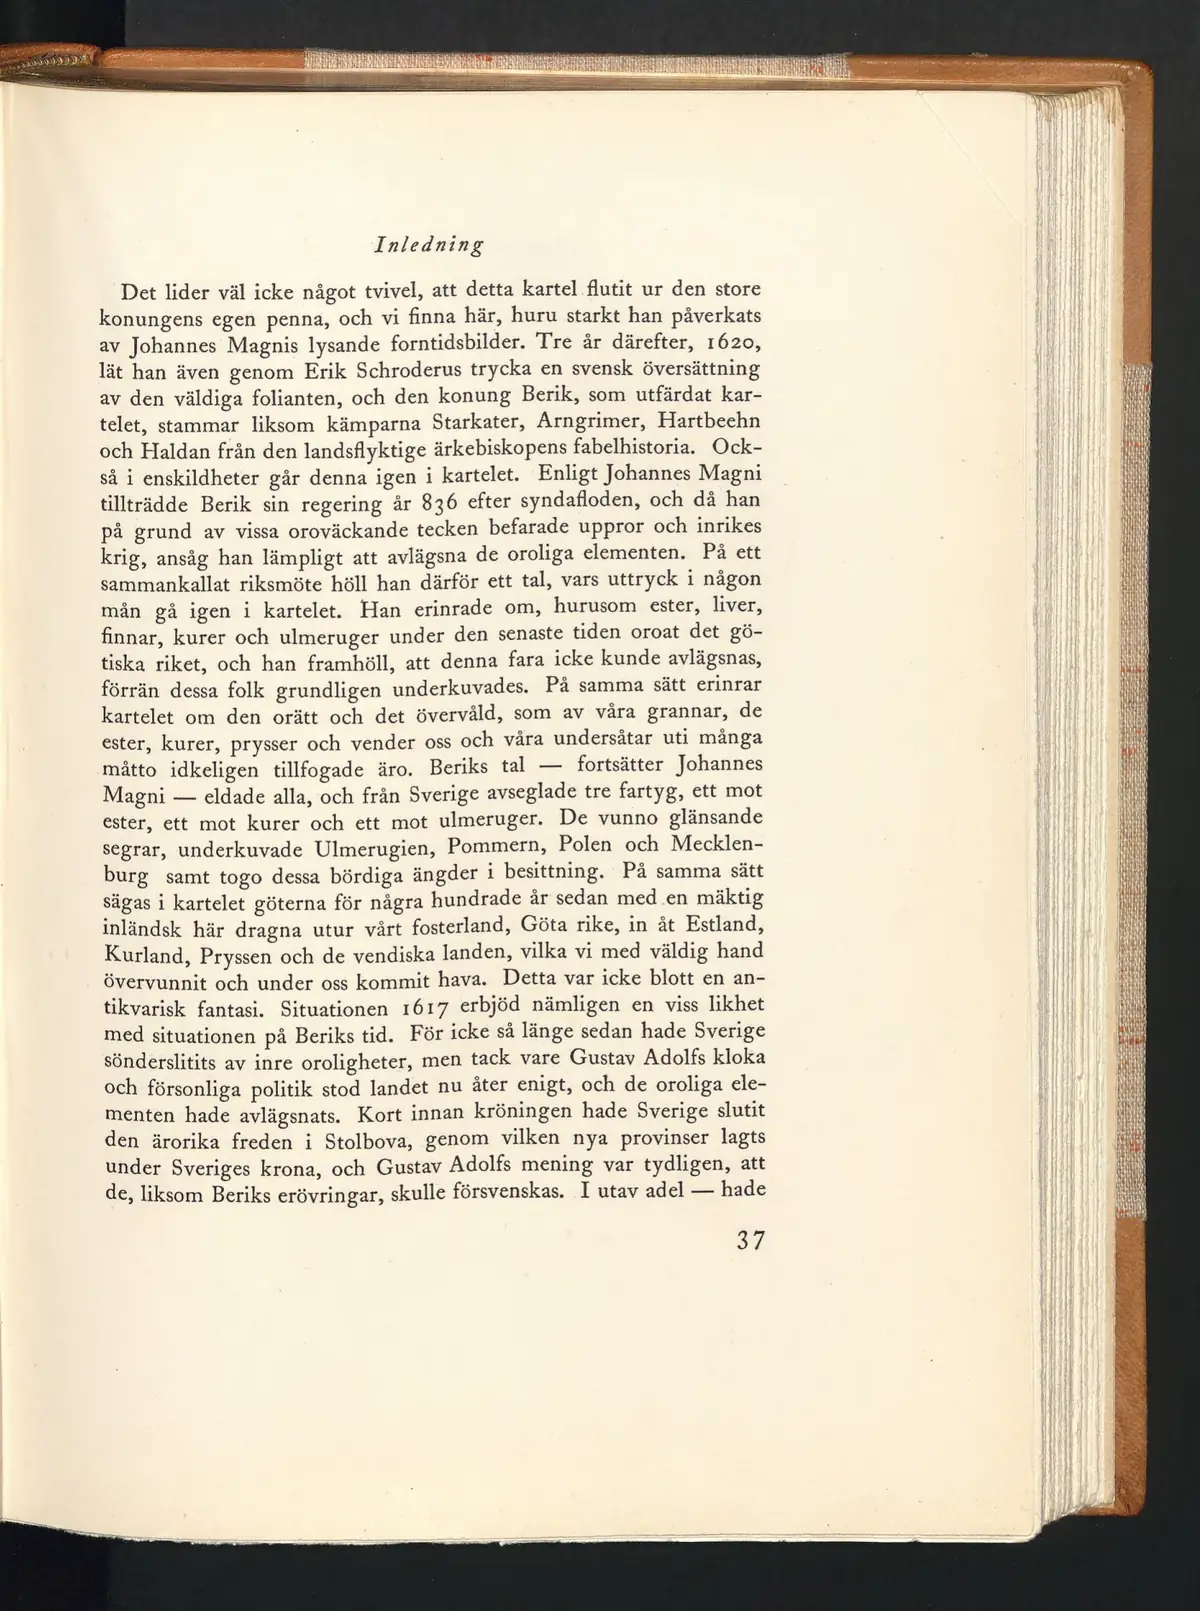 Inledning
Det lider väl icke något tvivel, att detta kartel flutit ur den store
konungens egen penna, och vi finna här, huru starkt han påverkats
av Johannes Magnis lysande forntidsbilder. Tre år därefter, 1620,
lät han även genom Erik Schroderus trycka en svensk översättning
av den väldiga folianten, och den konung Berik, som utfärdat kar-
telet, stammar liksom kämparna Starkater, Arngrimer, Hartbeehn
och Haldan från den landsflyktige ärkebiskopens fabelhistoria. Ock-
så i enskildheter går denna igen i kartelet. Enligt Johannes Magni
tillträdde Berik sin regering år 836 efter syndafloden, och då han
på grund av vissa oroväckande tecken befarade uppror och inrikes
krig, ansåg han lämpligt att avlägsna de oroliga elementen. På ett
sammankallat riksmöte höll han därför ett tal, vars uttryck i någon
mån gå igen i kartelet. Han erinrade om, hurusom ester, liver,
finnar, kurer och ulmeruger under den senaste tiden oroat det gö-
tiska riket, och han framhöll, att denna fara icke kunde avlägsnas,
förrän dessa folk grundligen underkuvades. På samma sätt erinrar
kartelet om den orätt och det övervåld, som av våra grannar, de
ester, kurer, prysser och vender oss och våra undersåtar uti många
måtto idkeligen tillfogade äro. Beriks tal — fortsätter Johannes
Magni — eldade alla, och från Sverige avseglade tre fartyg, ett mot
ester, ett mot kurer och ett mot ulmeruger. De vunno glänsande
segrar, underkuvade Ulmerugien, Pommern, Polen och Mecklen-
burg samt togo dessa bördiga ängder i besittning. På samma sätt
sägas i kartelet göterna för några hundrade år sedan med en mäktig
inländsk här dragna utur vårt fosterland, Göta rike, in åt Estland,
Kurland, Pryssen och de vendiska landen, vilka vi med väldig hand
övervunnit och under oss kommit hava. Detta var icke blott en an-
tikvarisk fantasi. Situationen 1617 erbjöd nämligen en viss likhet
med situationen på Beriks tid. För icke så länge sedan hade Sverige
sönderslitits av inre oroligheter, men tack vare Gustav Adolfs kloka
och försonliga politik stod landet nu åter enigt, och de oroliga ele-
menten hade avlägsnats. Kort innan kröningen hade Sverige slutit
den ärorika freden i Stolbova, genom vilken nya provinser lagts
under Sveriges krona, och Gustav Adolfs mening var tydligen, att
de, liksom Beriks erövringar, skulle försvenskas. I utav adel — hade
37